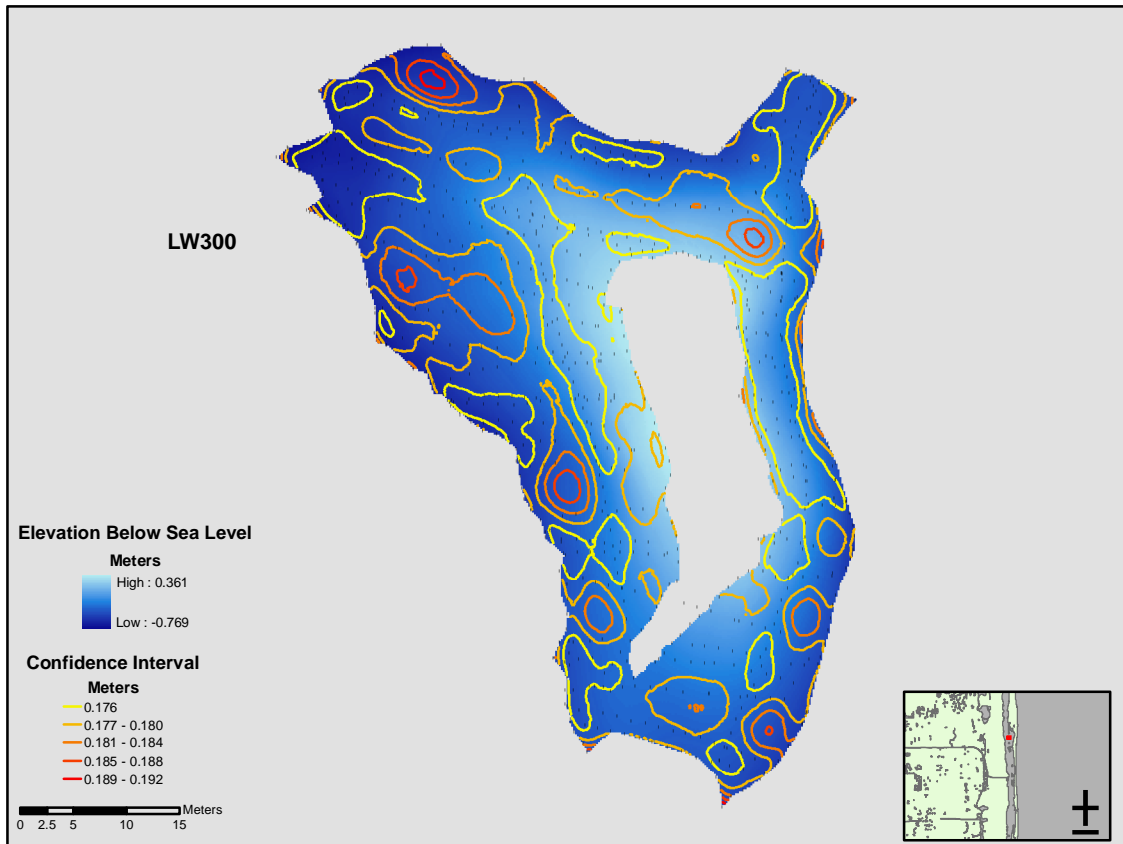 LW300
Elevation Below Sea Level
Meters
High : 0.361
Low : -0.769
Confidence Interval
Meters
0.176
0.177 - 0.180
0.181 - 0.184
0.185 - 0.188
0.189 - 0.192
Meters
0 2.5 5 10 15